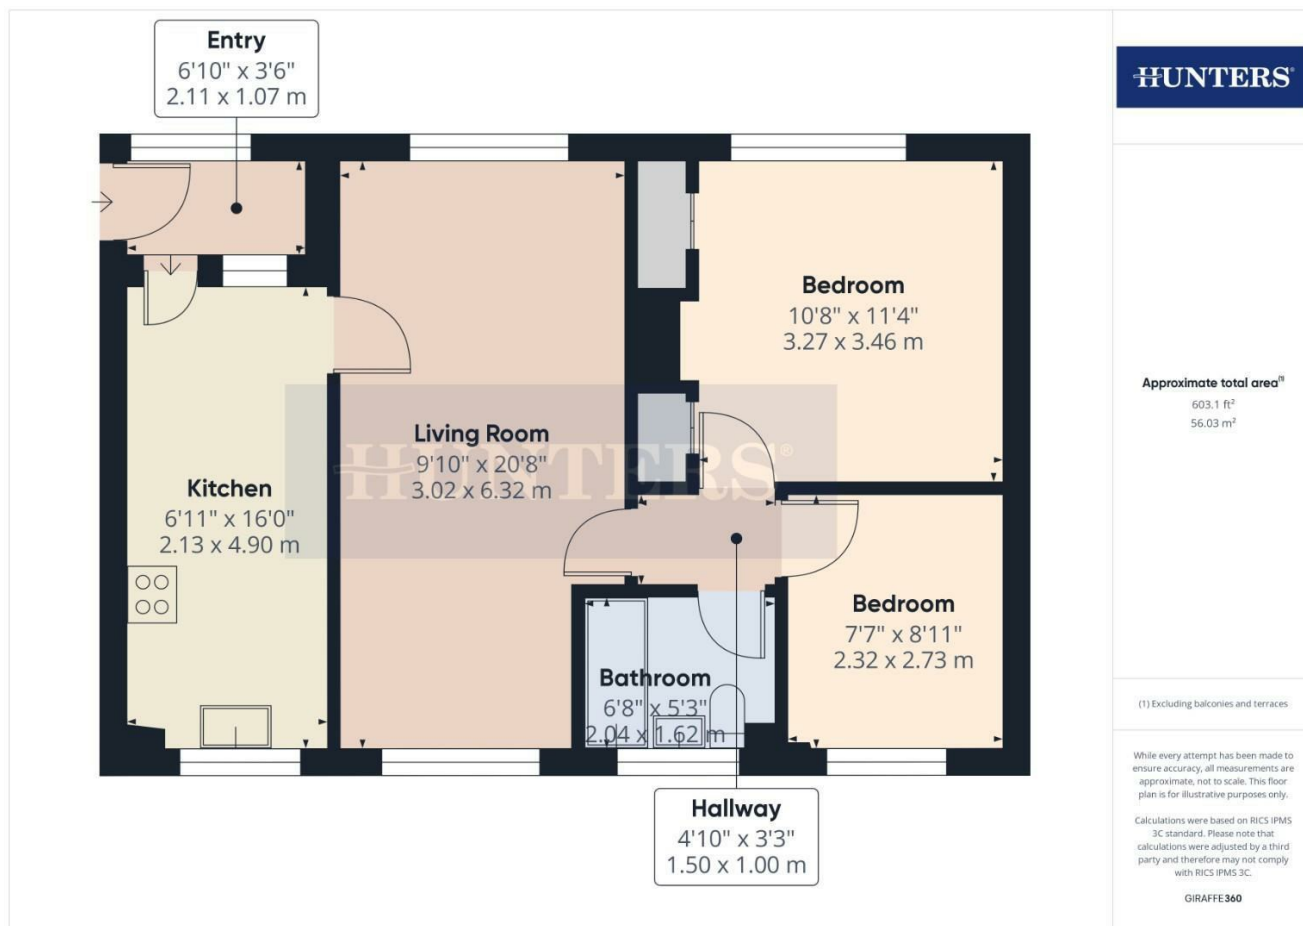 Entry
6'10" x 3'6"
2.11 x 1.07 m
HUNTERS®
Bedroom
10'8" x 11'4"
3.27 x 3.46 m
Approximate total area(1)
603.1 ft²
56.03 m²
Living Room
9'10" x 20'8"
3.02 x 6.32 m
HUNTERS®
Kitchen
6'11" x 16'0"
2.13 x 4.90 m
Bedroom
7'7" x 8'11"
2.32 x 2.73 m
Bathroom
6'8" x 5'3"
2.04 x 1.62 m
(1) Excluding balconies and terraces
Hallway
4'10" x 3'3"
1.50 x 1.00 m
While every attempt has been made to
ensure accuracy, all measurements are
approximate, not to scale. This floor
plan is for illustrative purposes only.
Calculations were based on RICS IPMS
3C standard. Please note that
calculations were adjusted by a third
party and therefore may not comply
with RICS IPMS 3C.
GIRAFFE360